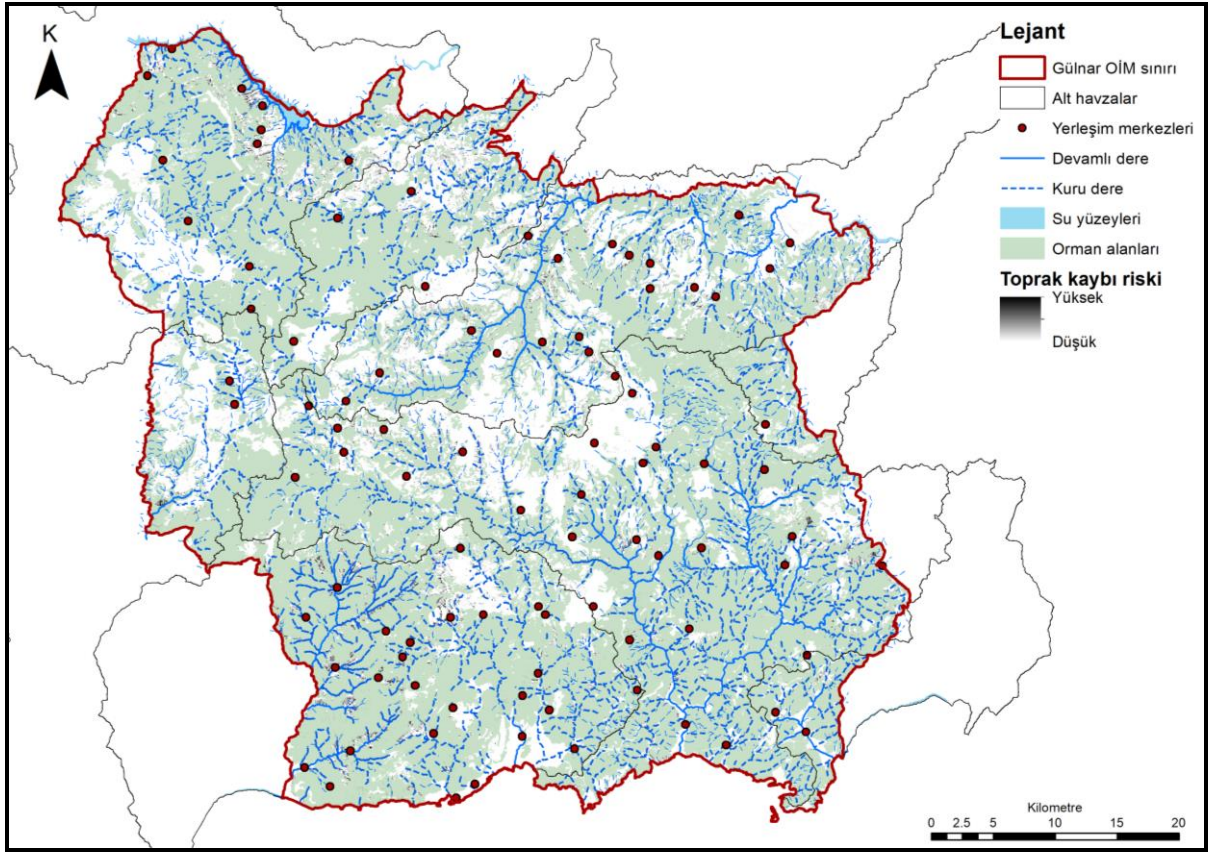 K
Lejant
Gülnar OİM sınırı
Alt havzalar
Yerleşim merkezleri
Devamlı dere
Kuru dere
Su yüzeyleri
Orman alanları
Toprak kaybı riski
Yüksek
Düşük
Kilometre
0 2.5 5 10 15 20